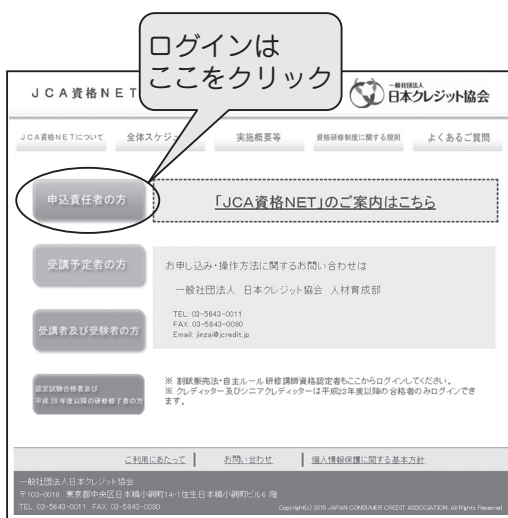 ログインは
ここをクリック
JCA資格NET
一般社団法人
日本クレジット協会
JCA資格NETについて
全体スケジュ
実施概要等
資格研修制度に関する規則
よくあるご質問
申込責任者の方
「JCA資格NET」のご案内はこちら
受講予定者の方
お申し込み・操作方法に関するお問い合わせは
一般社団法人 日本クレジット協会 人材育成部
TEL: 03-5643-0011
FAX: 03-5643-0080
Email: jinzai@jcredit.jp
受講者及び受験者の方
認定試験合格者及び
平成23年度以降の研修修了者の方
※ 割賦販売法・自主ルール研修講師資格認定者もここからログインしてください。
※ クレディッター及びシニアクレディッターは平成23年度以降の合格者のみログインでき
ます。
ご利用にあたって
お問い合わせ
個人情報保護に関する基本方針
一般社団法人日本クレジット協会
〒103-0016 東京都中央区日本橋小網町14-1住生日本橋小網町ビル6階
TEL: 03-5643-0011 FAX: 03-5643-0080
Copyright(c) 2015 JAPAN CONSUMER CREDIT ASSOCIATION. All Rights Reserved